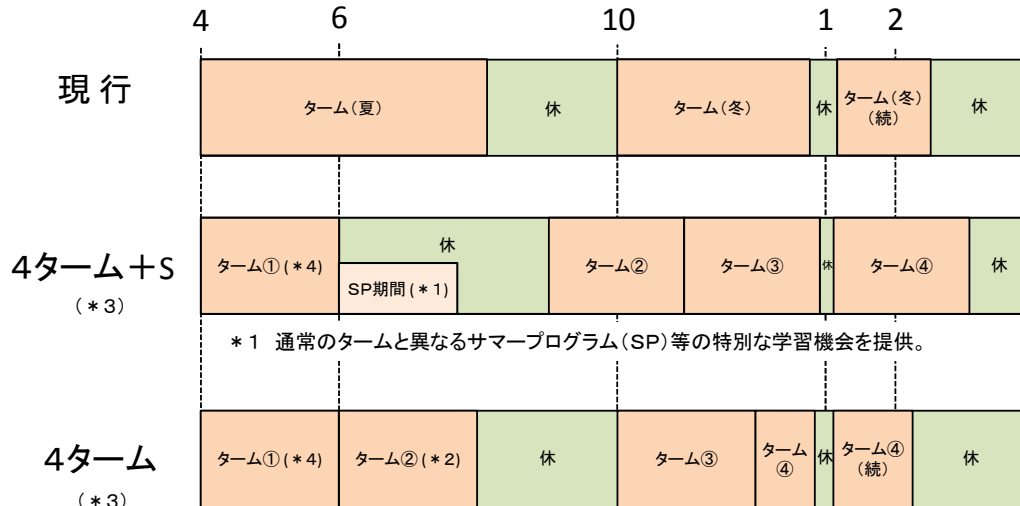 4 6 10 1 2
現 行
ターム（夏）
休
ターム（冬）
休
ターム（冬）
（続）
休
4ターム＋S
（＊3）
ターム①（＊4）
休
SP期間（＊1）
ターム②
ターム③
休
ターム④
休
＊1　通常のタームと異なるサマープログラム（SP）等の特別な学習機会を提供。
4ターム
（＊3）
ターム①（＊4）
ターム②（＊2）
休
ターム③
ターム
④
休
ターム④
（続）
休